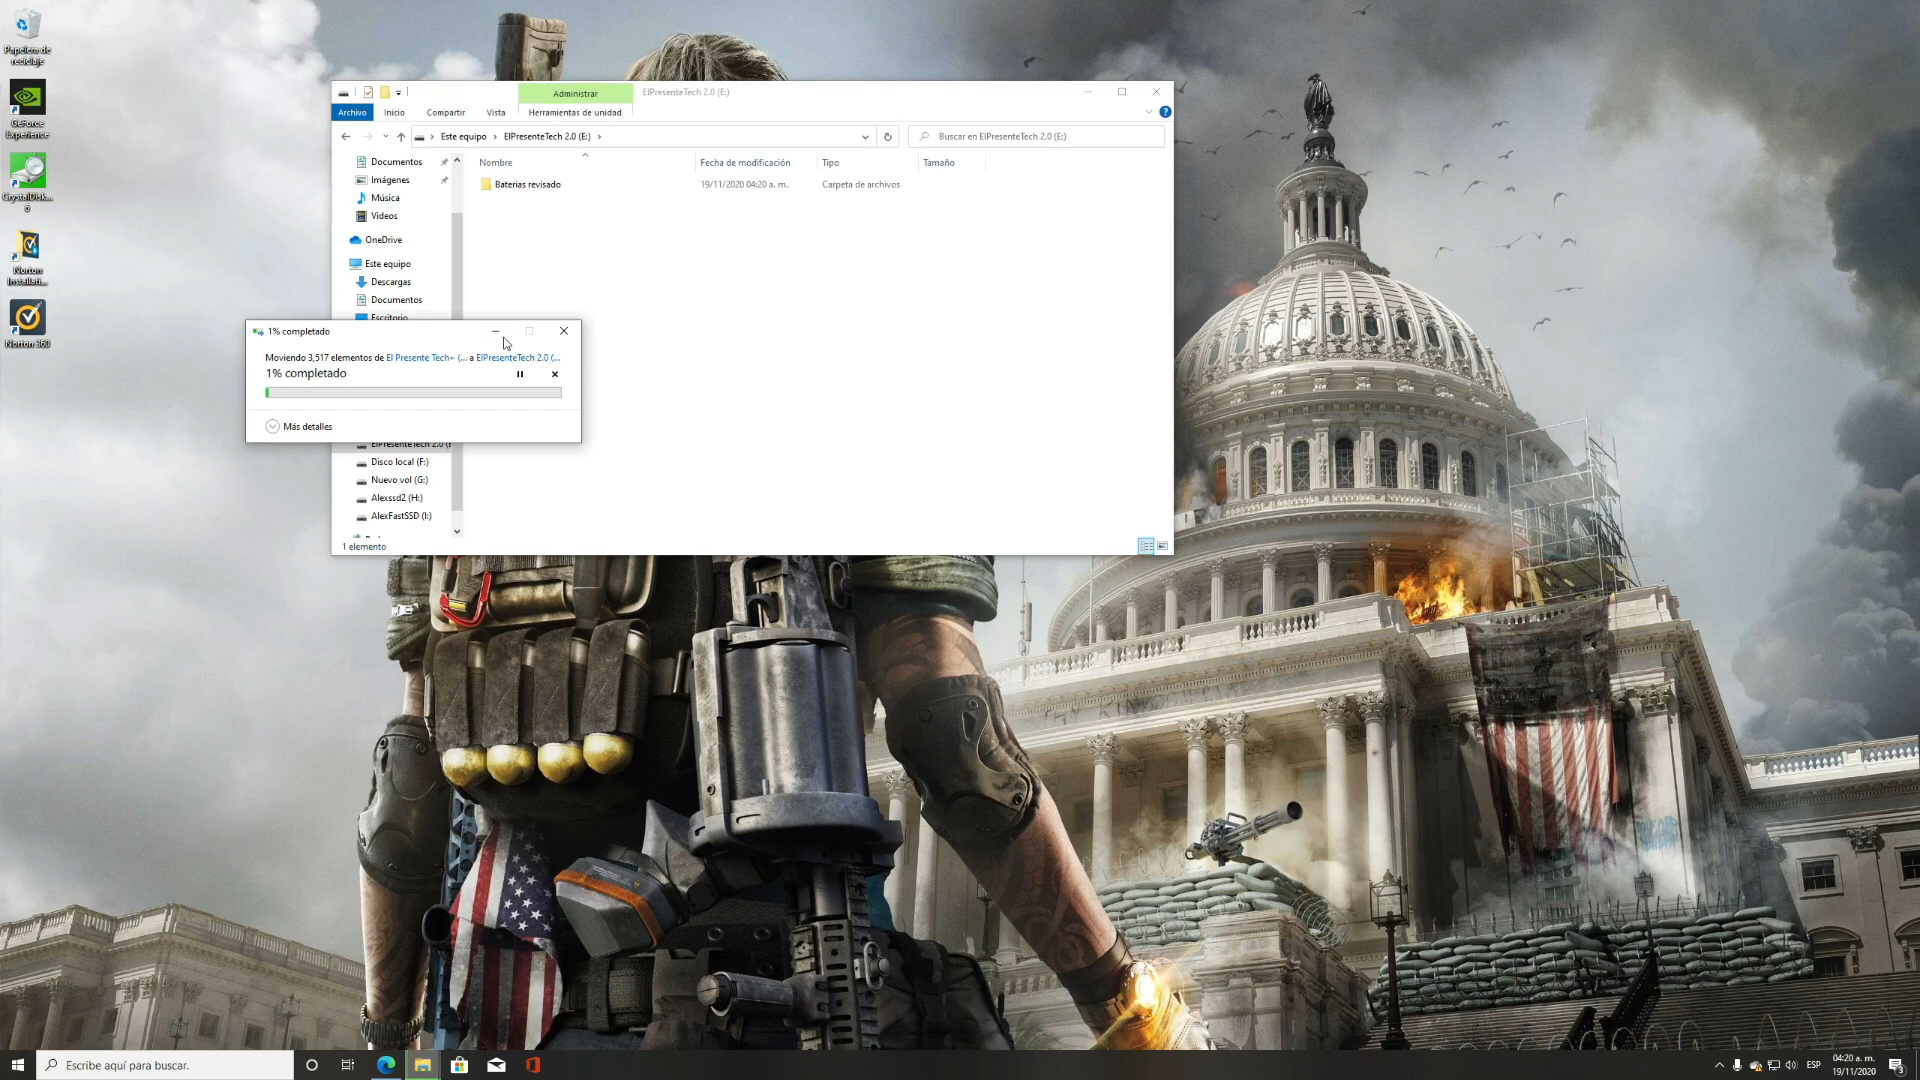 Papelera de
reciclaje
GeForce
Experience
CrystalDisk...
Norton
Installati...
Norton 360
Administrar
ElPresenteTech 2.0 (E:)
Archivo
Inicio
Compartir
Vista
Herramientas de unidad
Este equipo
ElPresenteTech 2.0 (E:)
Buscar en ElPresenteTech 2.0 (E:)
Documentos
Imágenes
Música
Videos
OneDrive
Este equipo
Descargas
Documentos
Escritorio
Nombre
Fecha de modificación
Tipo
Tamaño
Baterias revisado
19/11/2020 04:20 a. m.
Carpeta de archivos
1% completado
Moviendo 3,517 elementos de El Presente Tech+ (... a ElPresenteTech 2.0 (...
1% completado
Más detalles
ElPresenteTech 2.0 (E
Disco local (F:)
Nuevo vol (G:)
Alexssd2 (H:)
AlexFastSSD (I:)
1 elemento
Escribe aquí para buscar.
ESP
04:20 a. m.
19/11/2020
3